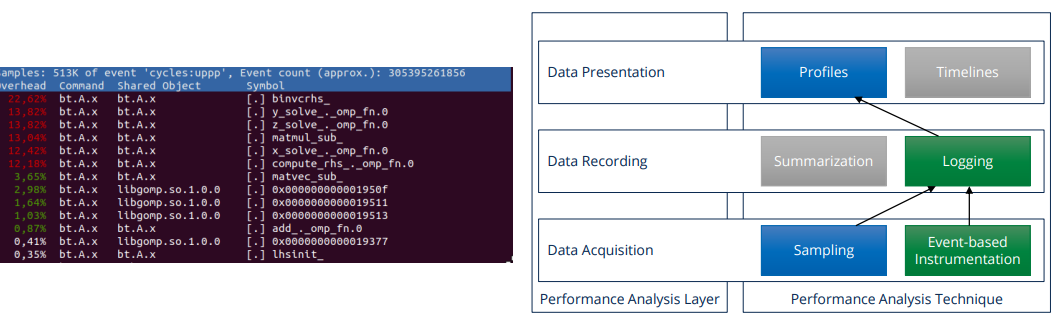 amples: 513K of event 'cycles:uppp', Event count (approx.): 305395261856
verhead Command Shared Object Symbol
22,62% bt.A.x bt.A.x [.] binvcrhs_
13,82% bt.A.x bt.A.x [.] y_solve_._omp_fn.0
13,82% bt.A.x bt.A.x [.] z_solve_._omp_fn.0
13,04% bt.A.x bt.A.x [.] matmul_sub_
12,42% bt.A.x bt.A.x [.] x_solve_._omp_fn.0
12,18% bt.A.x bt.A.x [.] compute_rhs_._omp_fn.0
3,65% bt.A.x bt.A.x [.] matvec_sub_
2,98% bt.A.x libgomp.so.1.0.0 [.] 0x000000000001950f
1,64% bt.A.x libgomp.so.1.0.0 [.] 0x0000000000019511
1,03% bt.A.x libgomp.so.1.0.0 [.] 0x0000000000019513
0,87% bt.A.x bt.A.x [.] add_._omp_fn.0
0,41% bt.A.x libgomp.so.1.0.0 [.] 0x0000000000019377
0,35% bt.A.x bt.A.x [.] lhsinit_
Data Presentation
Profiles
Timelines
Data Recording
Summarization
Logging
Data Acquisition
Sampling
Event-based
Instrumentation
Performance Analysis Layer
Performance Analysis Technique